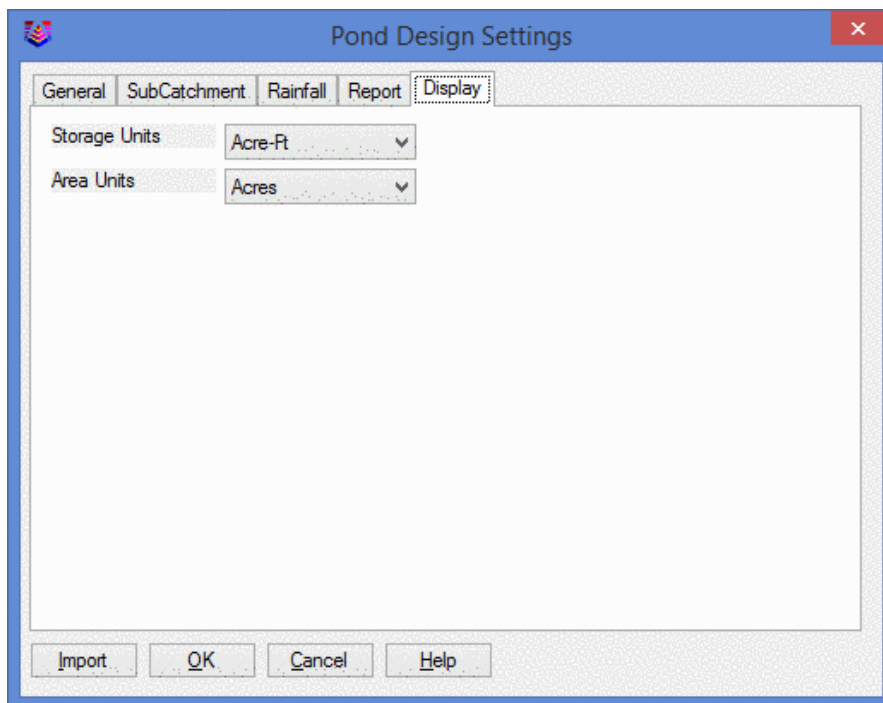 Pond Design Settings
General SubCatchment Rainfall Report Display
Storage Units Acre-Ft
Area Units Acres
Import OK Cancel Help